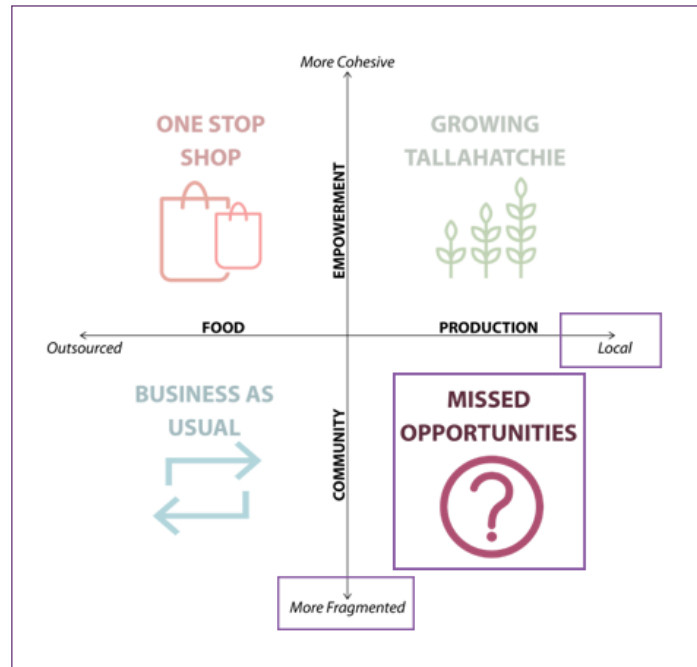 More Cohesive
ONE STOP
SHOP
GROWING
TALLAHATCHIE
EMPOWERMENT
FOOD
PRODUCTION
Outsourced
Local
BUSINESS AS
USUAL
MISSED
OPPORTUNITIES
COMMUNITY
?
More Fragmented